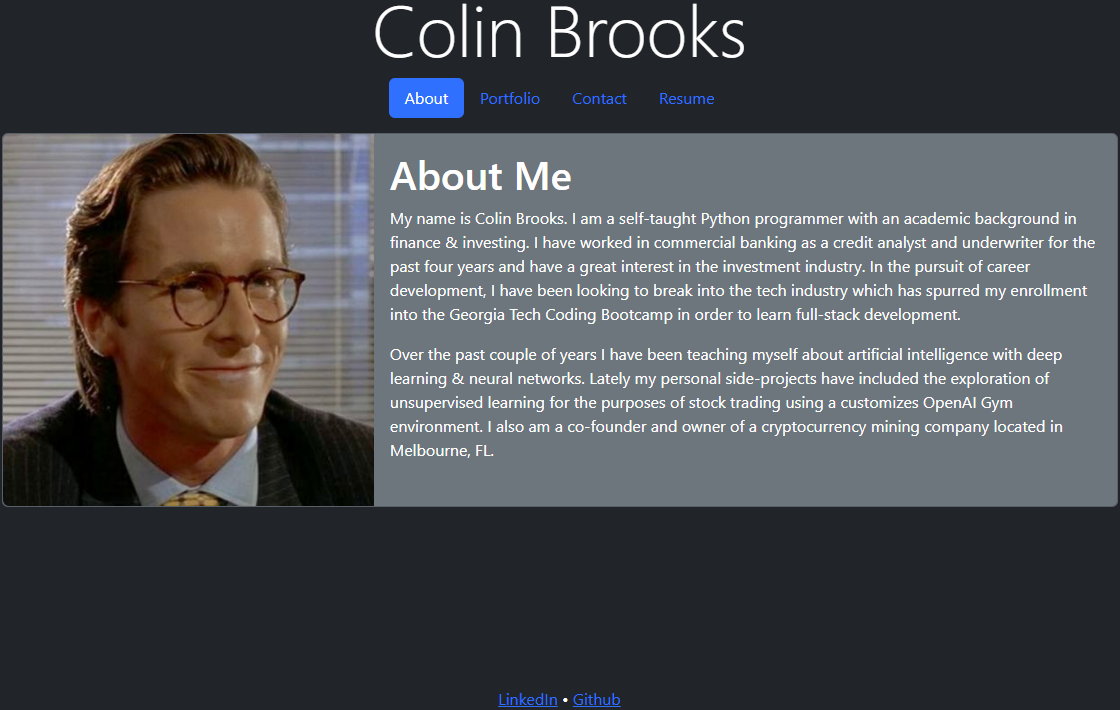 Colin Brooks
About Portfolio Contact Resume
About Me
My name is Colin Brooks. I am a self-taught Python programmer with an academic background in
finance & investing. I have worked in commercial banking as a credit analyst and underwriter for the
past four years and have a great interest in the investment industry. In the pursuit of career
development, I have been looking to break into the tech industry which has spurred my enrollment
into the Georgia Tech Coding Bootcamp in order to learn full-stack development.
Over the past couple of years I have been teaching myself about artificial intelligence with deep
learning & neural networks. Lately my personal side-projects have included the exploration of
unsupervised learning for the purposes of stock trading using a customizes OpenAI Gym
environment. I also am a co-founder and owner of a cryptocurrency mining company located in
Melbourne, FL.
LinkedIn • Github